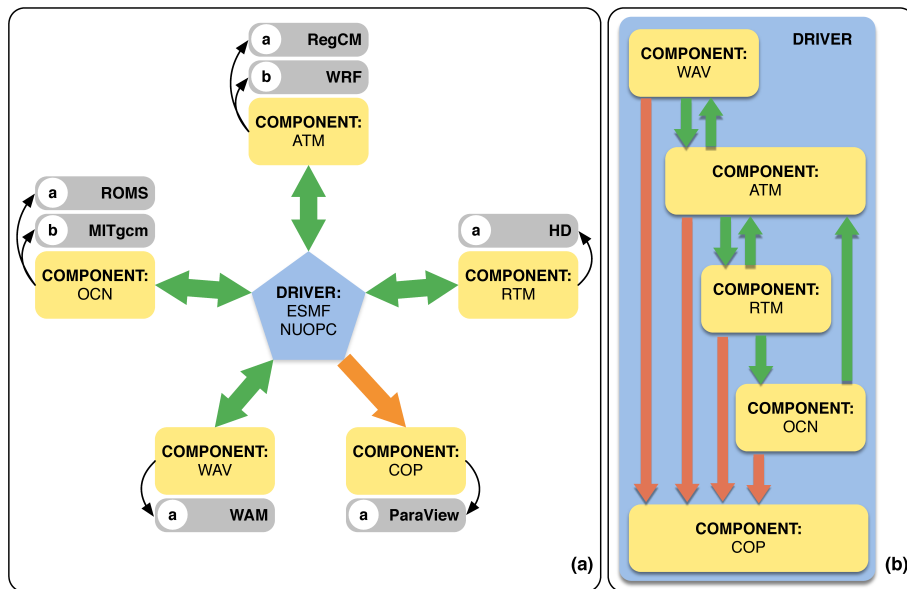 a RegCM
b WRF
COMPONENT:
ATM
a ROMS
b MITgcm
COMPONENT:
OCN
a HD
COMPONENT:
RTM
DRIVER:
ESMF
NUOPC
COMPONENT:
WAV
a WAM
COMPONENT:
COP
a ParaView
(a)
DRIVER
COMPONENT:
WAV
COMPONENT:
ATM
COMPONENT:
RTM
COMPONENT:
OCN
COMPONENT:
COP
(b)